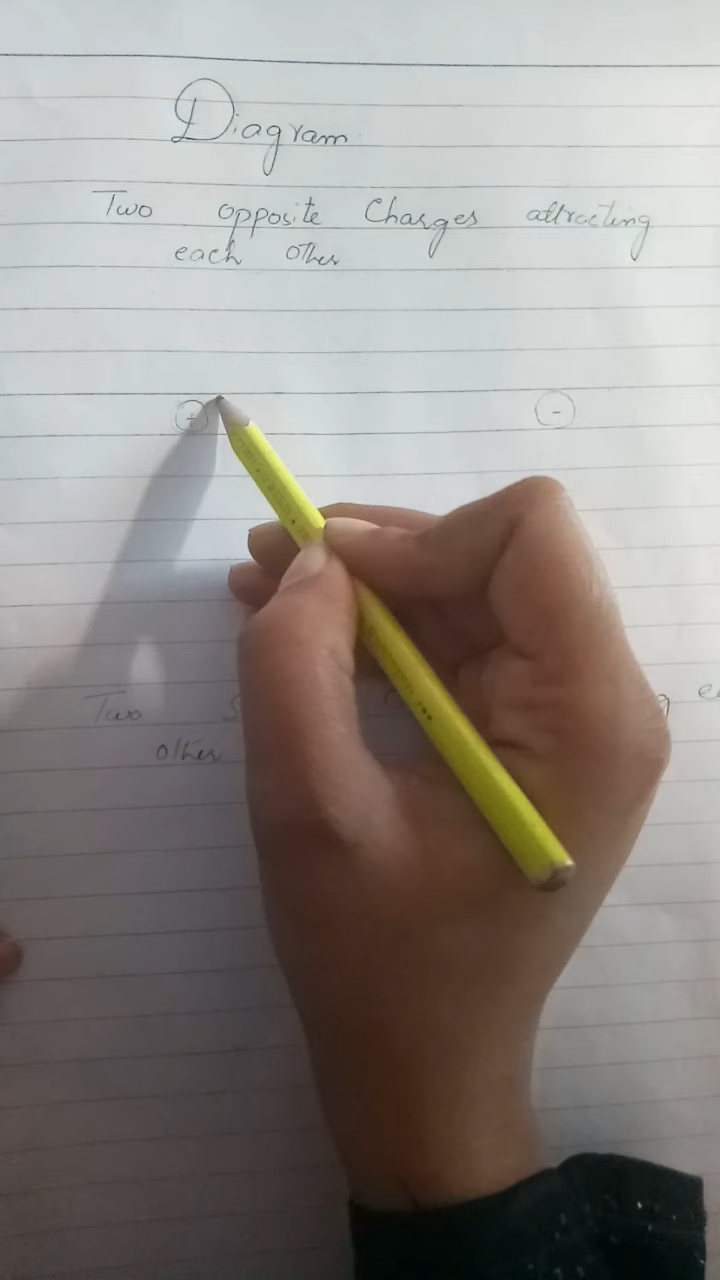 Diagram
Two opposite Charges attracting
each other
+ -
Two
other